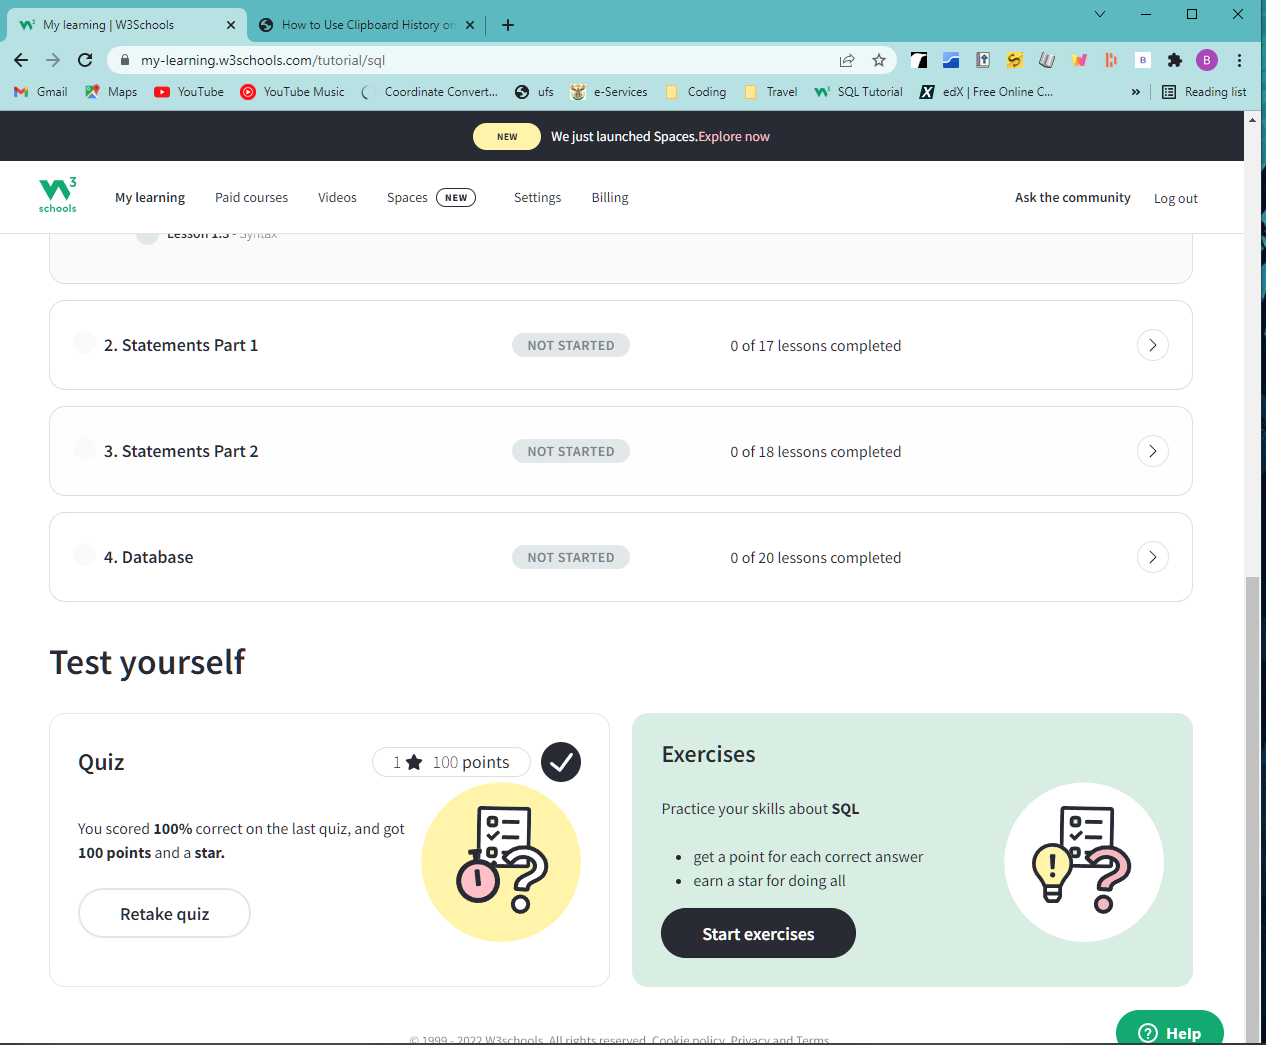 My learning | W3Schools
How to Use Clipboard History on
my-learning.w3schools.com/tutorial/sql
B
B
Gmail
Maps
YouTube
YouTube Music
Coordinate Convert...
ufs
e-Services
Coding
Travel
SQL Tutorial
edX | Free Online C...
»
Reading list
NEW
We just launched Spaces.Explore now
3
schools
My learning
Paid courses
Videos
Spaces NEW
Settings
Billing
Ask the community
Log out
Lesson 1.3 - Syntax
2. Statements Part 1
NOT STARTED
0 of 17 lessons completed
3. Statements Part 2
NOT STARTED
0 of 18 lessons completed
4. Database
NOT STARTED
0 of 20 lessons completed
Test yourself
Quiz
1 ★ 100 points
You scored 100% correct on the last quiz, and got
100 points and a star.
Retake quiz
Exercises
Practice your skills about SQL
• get a point for each correct answer
• earn a star for doing all
Start exercises
© 1999 - 2022 W3schools. All rights reserved. Cookie policy. Privacy and Terms.
Help